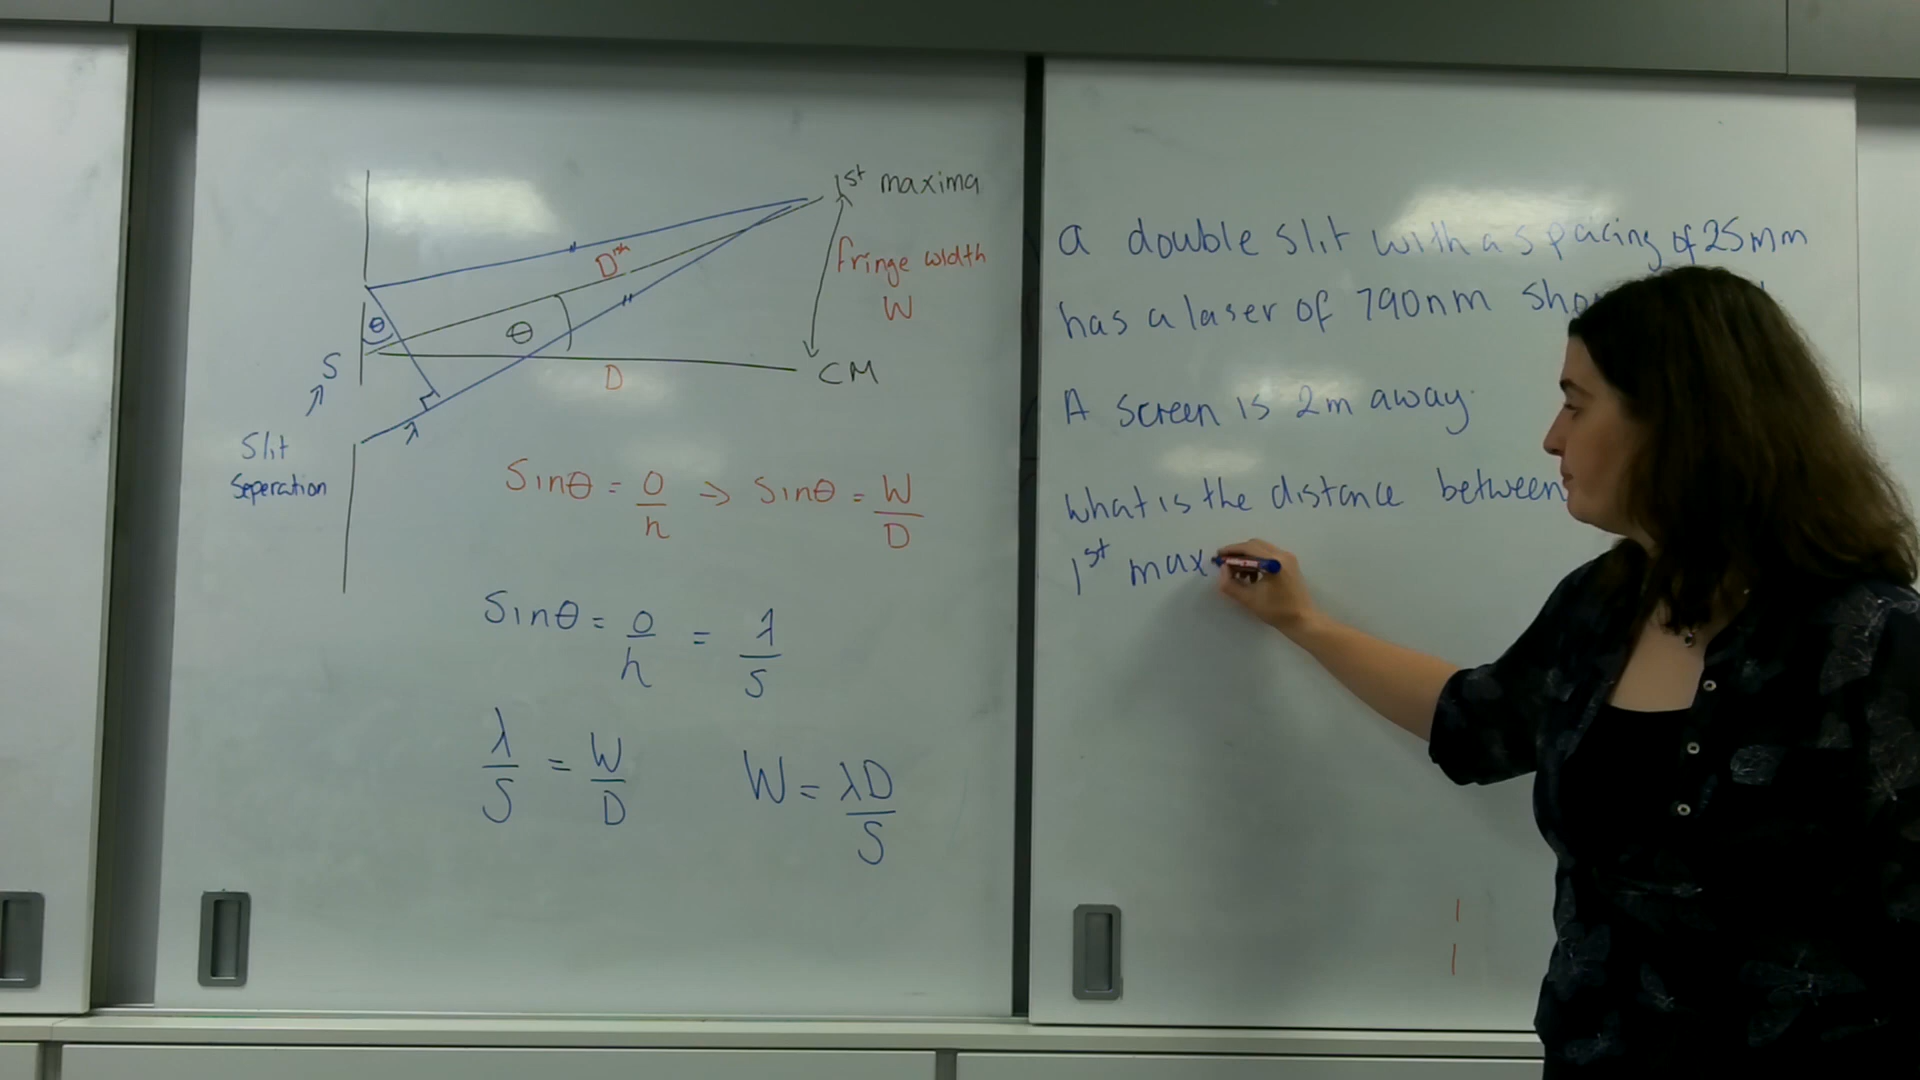 1st maxima
D
fringe width
W
θ
θ
S
D
CM
Slit
Seperation
λ
Sinθ = o/h → Sinθ = W/D
Sinθ = o/h = λ/S
λ/S = W/D
W = λD/S
a double slit with a spacing of 25mm
has a laser of 790nm
A screen is 2m away.
What is the distance between
1st max